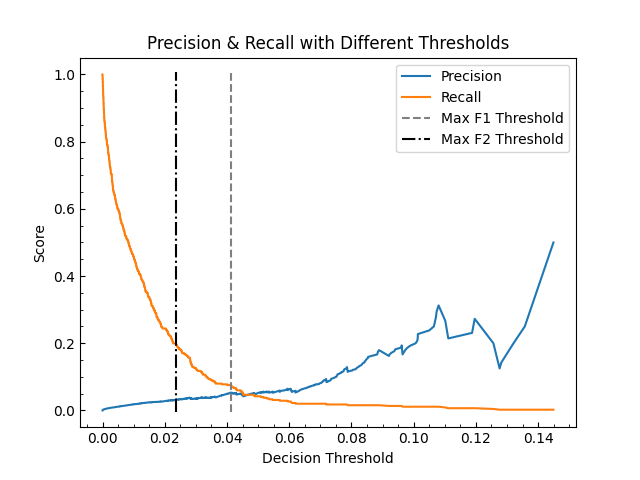 Precision & Recall with Different Thresholds
Precision
Recall
Max F1 Threshold
Max F2 Threshold
Score
1.0
0.8
0.6
0.4
0.2
0.0
0.00 0.02 0.04 0.06 0.08 0.10 0.12 0.14
Decision Threshold